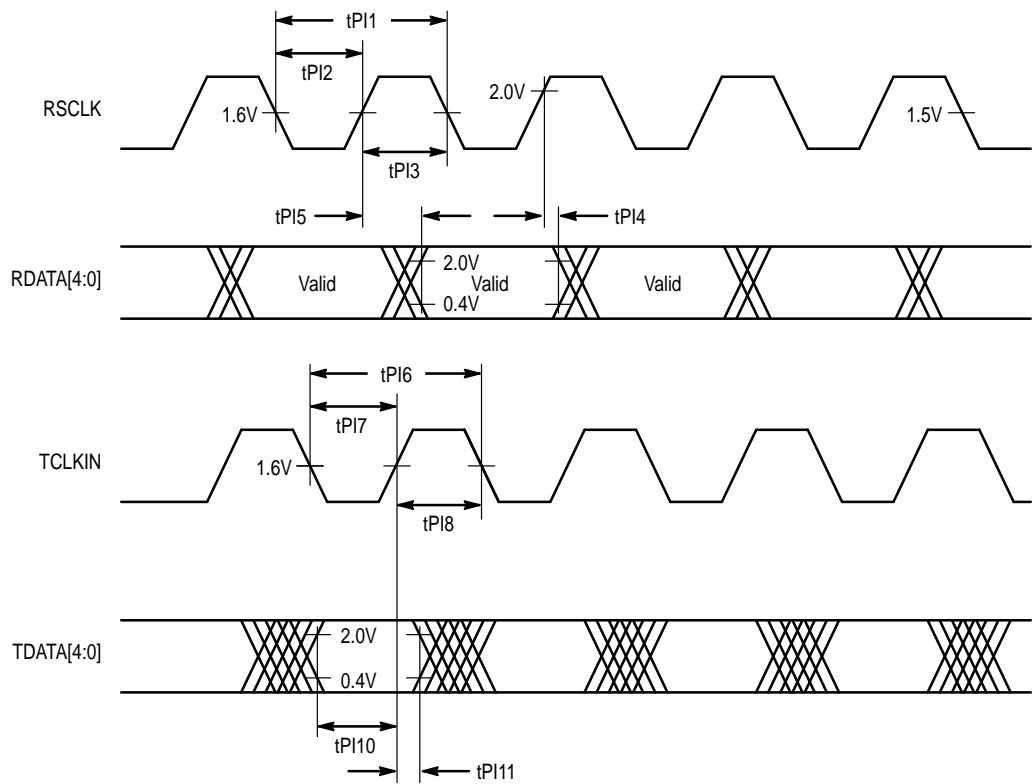 tPI1
tPI2
RSCLK
1.6V
2.0V
1.5V
tPI3
tPI5
tPI4
RDATA[4:0]
Valid
2.0V
Valid
0.4V
Valid
tPI6
tPI7
TCLKIN
1.6V
tPI8
TDATA[4:0]
2.0V
0.4V
tPI10
tPI11